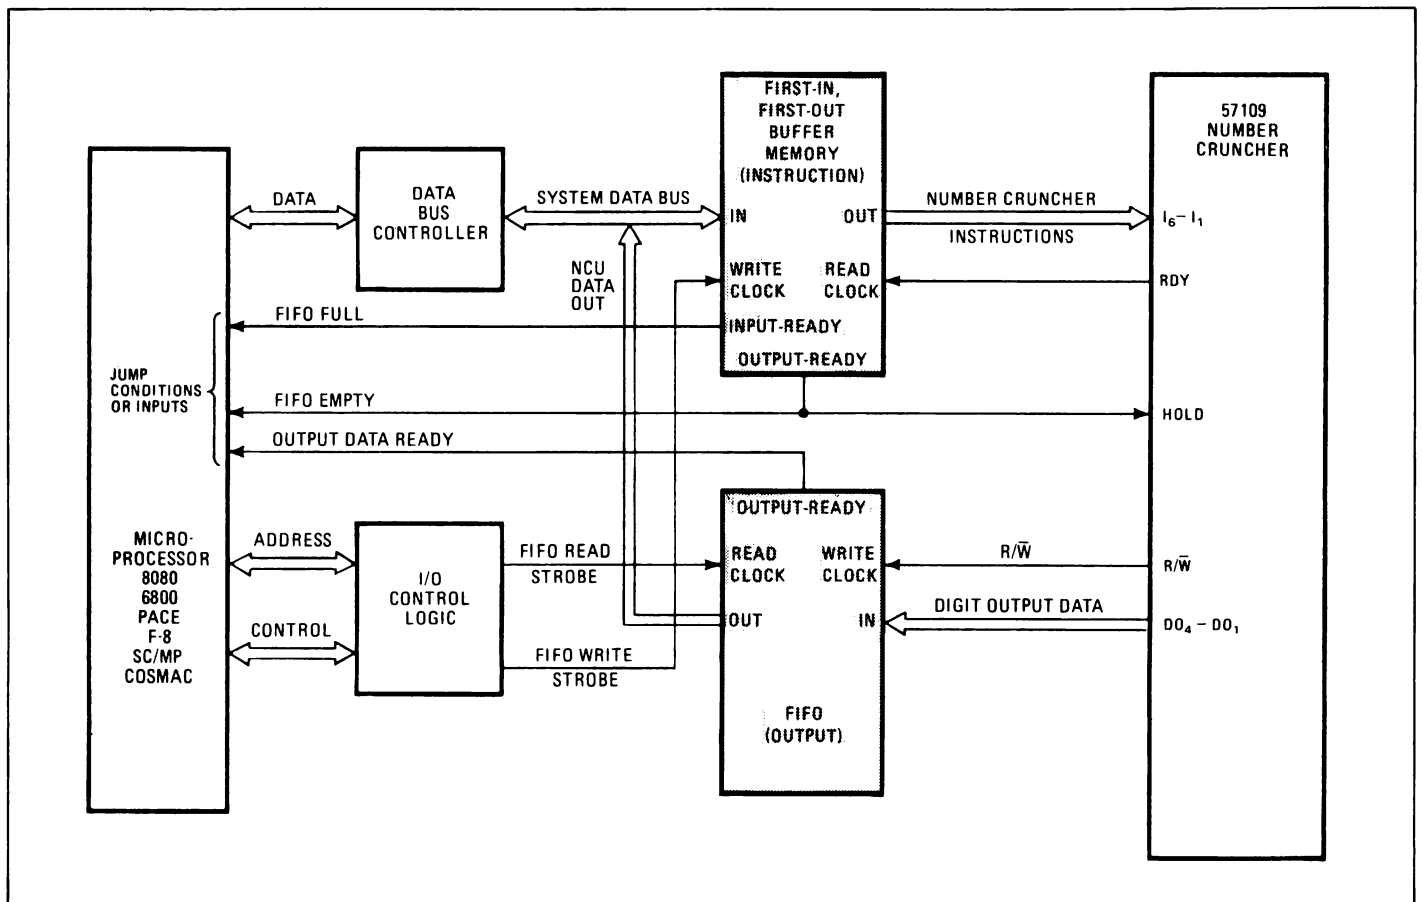 FIRST-IN,
FIRST-OUT
BUFFER
MEMORY
(INSTRUCTION)
IN
OUT
WRITE
CLOCK
READ
CLOCK
INPUT-READY
OUTPUT-READY
57109
NUMBER
CRUNCHER
I₆–I₁
RDY
HOLD
R/W̅
DO₄–DO₁
DATA
DATA
BUS
CONTROLLER
SYSTEM DATA BUS
NUMBER CRUNCHER
INSTRUCTIONS
NCU
DATA
OUT
FIFO FULL
JUMP
CONDITIONS
OR INPUTS
FIFO EMPTY
OUTPUT DATA READY
MICRO-
PROCESSOR
8080
6800
PACE
F-8
SC/MP
COSMAC
ADDRESS
CONTROL
I/O
CONTROL
LOGIC
FIFO READ
STROBE
FIFO WRITE
STROBE
OUTPUT-READY
READ
CLOCK
WRITE
CLOCK
OUT
IN
FIFO
(OUTPUT)
R/W̅
DIGIT OUTPUT DATA